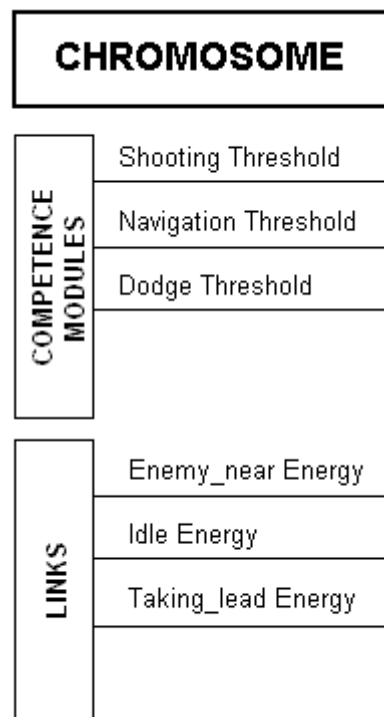 CHROMOSOME
COMPETENCE
MODULES
Shooting Threshold
Navigation Threshold
Dodge Threshold
LINKS
Enemy_near Energy
Idle Energy
Taking_lead Energy